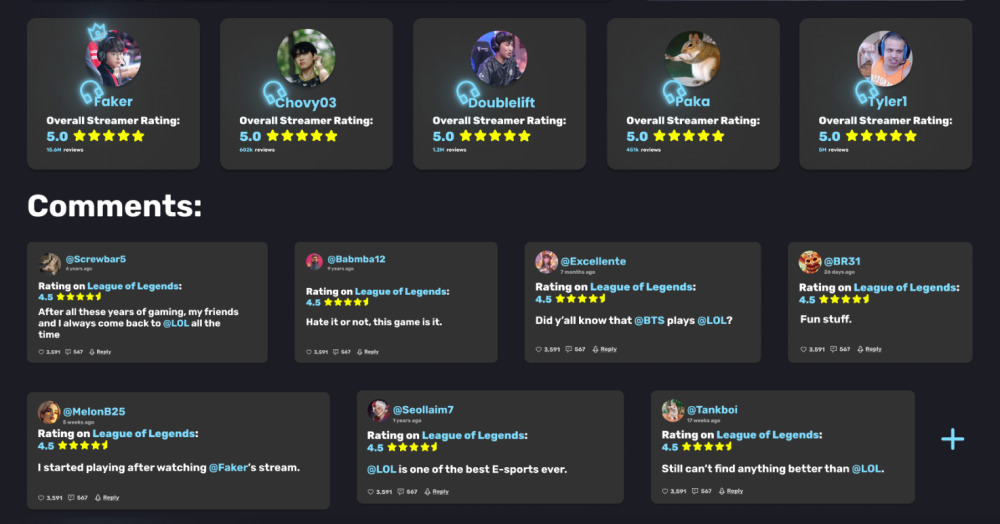 Faker
Overall Streamer Rating:
5.0
15.6M reviews
Chovy03
Overall Streamer Rating:
5.0
602k reviews
Doublelift
Overall Streamer Rating:
5.0
1.2M reviews
Paka
Overall Streamer Rating:
5.0
451k reviews
Tyler1
Overall Streamer Rating:
5.0
5M reviews
Comments:
@Screwbar5
6 years ago
Rating on League of Legends:
4.5
After all these years of gaming, my friends
and I always come back to @LOL all the
time
3,591 567 Reply
@Babmba12
9 years ago
Rating on League of Legends:
4.5
Hate it or not, this game is it.
3,591 567 Reply
@Excellente
7 months ago
Rating on League of Legends:
4.5
Did y'all know that @BTS plays @LOL?
3,591 567 Reply
@BR31
26 days ago
Rating on League of Legends:
4.5
Fun stuff.
3,591 567 Reply
@MelonB25
5 weeks ago
Rating on League of Legends:
4.5
I started playing after watching @Faker's stream.
3,591 567 Reply
@Seollaim7
1 years ago
Rating on League of Legends:
4.5
@LOL is one of the best E-sports ever.
3,591 567 Reply
@Tankboi
17 weeks ago
Rating on League of Legends:
4.5
Still can't find anything better than @LOL.
3,591 567 Reply